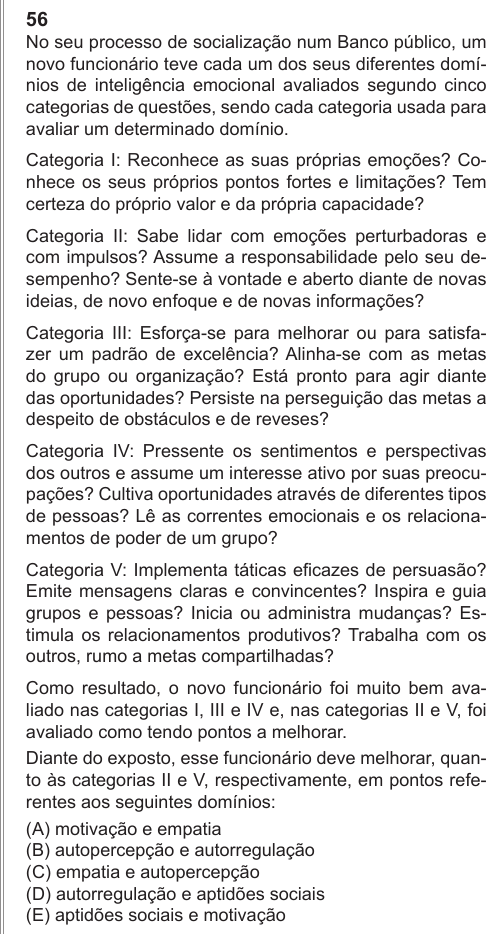 56
No seu processo de socialização num Banco público, um
novo funcionário teve cada um dos seus diferentes domí-
nios de inteligência emocional avaliados segundo cinco
categorias de questões, sendo cada categoria usada para
avaliar um determinado domínio.
Categoria I: Reconhece as suas próprias emoções? Co-
nhece os seus próprios pontos fortes e limitações? Tem
certeza do próprio valor e da própria capacidade?
Categoria II: Sabe lidar com emoções perturbadoras e
com impulsos? Assume a responsabilidade pelo seu de-
sempenho? Sente-se à vontade e aberto diante de novas
ideias, de novo enfoque e de novas informações?
Categoria III: Esforça-se para melhorar ou para satisfa-
zer um padrão de excelência? Alinha-se com as metas
do grupo ou organização? Está pronto para agir diante
das oportunidades? Persiste na perseguição das metas a
despeito de obstáculos e de reveses?
Categoria IV: Pressente os sentimentos e perspectivas
dos outros e assume um interesse ativo por suas preocu-
pações? Cultiva oportunidades através de diferentes tipos
de pessoas? Lê as correntes emocionais e os relaciona-
mentos de poder de um grupo?
Categoria V: Implementa táticas eficazes de persuasão?
Emite mensagens claras e convincentes? Inspira e guia
grupos e pessoas? Inicia ou administra mudanças? Es-
timula os relacionamentos produtivos? Trabalha com os
outros, rumo a metas compartilhadas?
Como resultado, o novo funcionário foi muito bem ava-
liado nas categorias I, III e IV e, nas categorias II e V, foi
avaliado como tendo pontos a melhorar.
Diante do exposto, esse funcionário deve melhorar, quan-
to às categorias II e V, respectivamente, em pontos refe-
rentes aos seguintes domínios:
(A) motivação e empatia
(B) autopercepção e autorregulação
(C) empatia e autopercepção
(D) autorregulação e aptidões sociais
(E) aptidões sociais e motivação